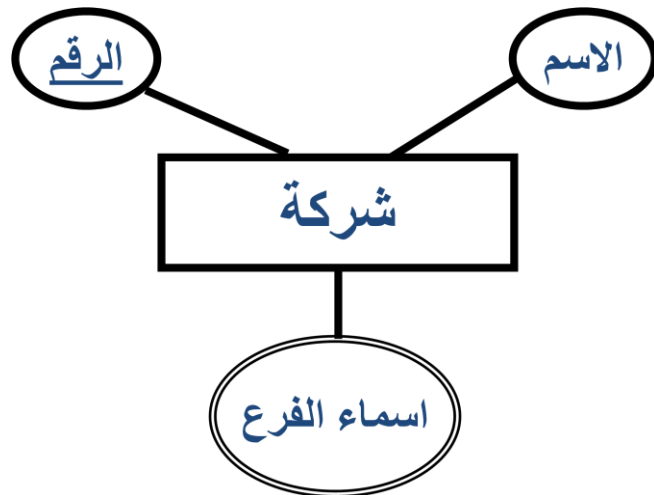 الاسم
الرقم
شركة
اسماء الفرع